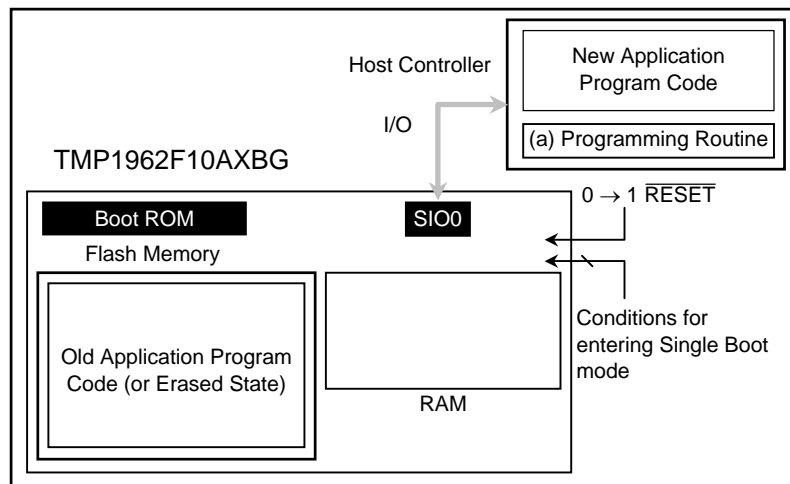 Host Controller
New Application
Program Code
(a) Programming Routine
I/O
TMP1962F10AXBG
0 → 1 RESET
Boot ROM
SIO0
Flash Memory
Old Application Program
Code (or Erased State)
RAM
Conditions for
entering Single Boot
mode